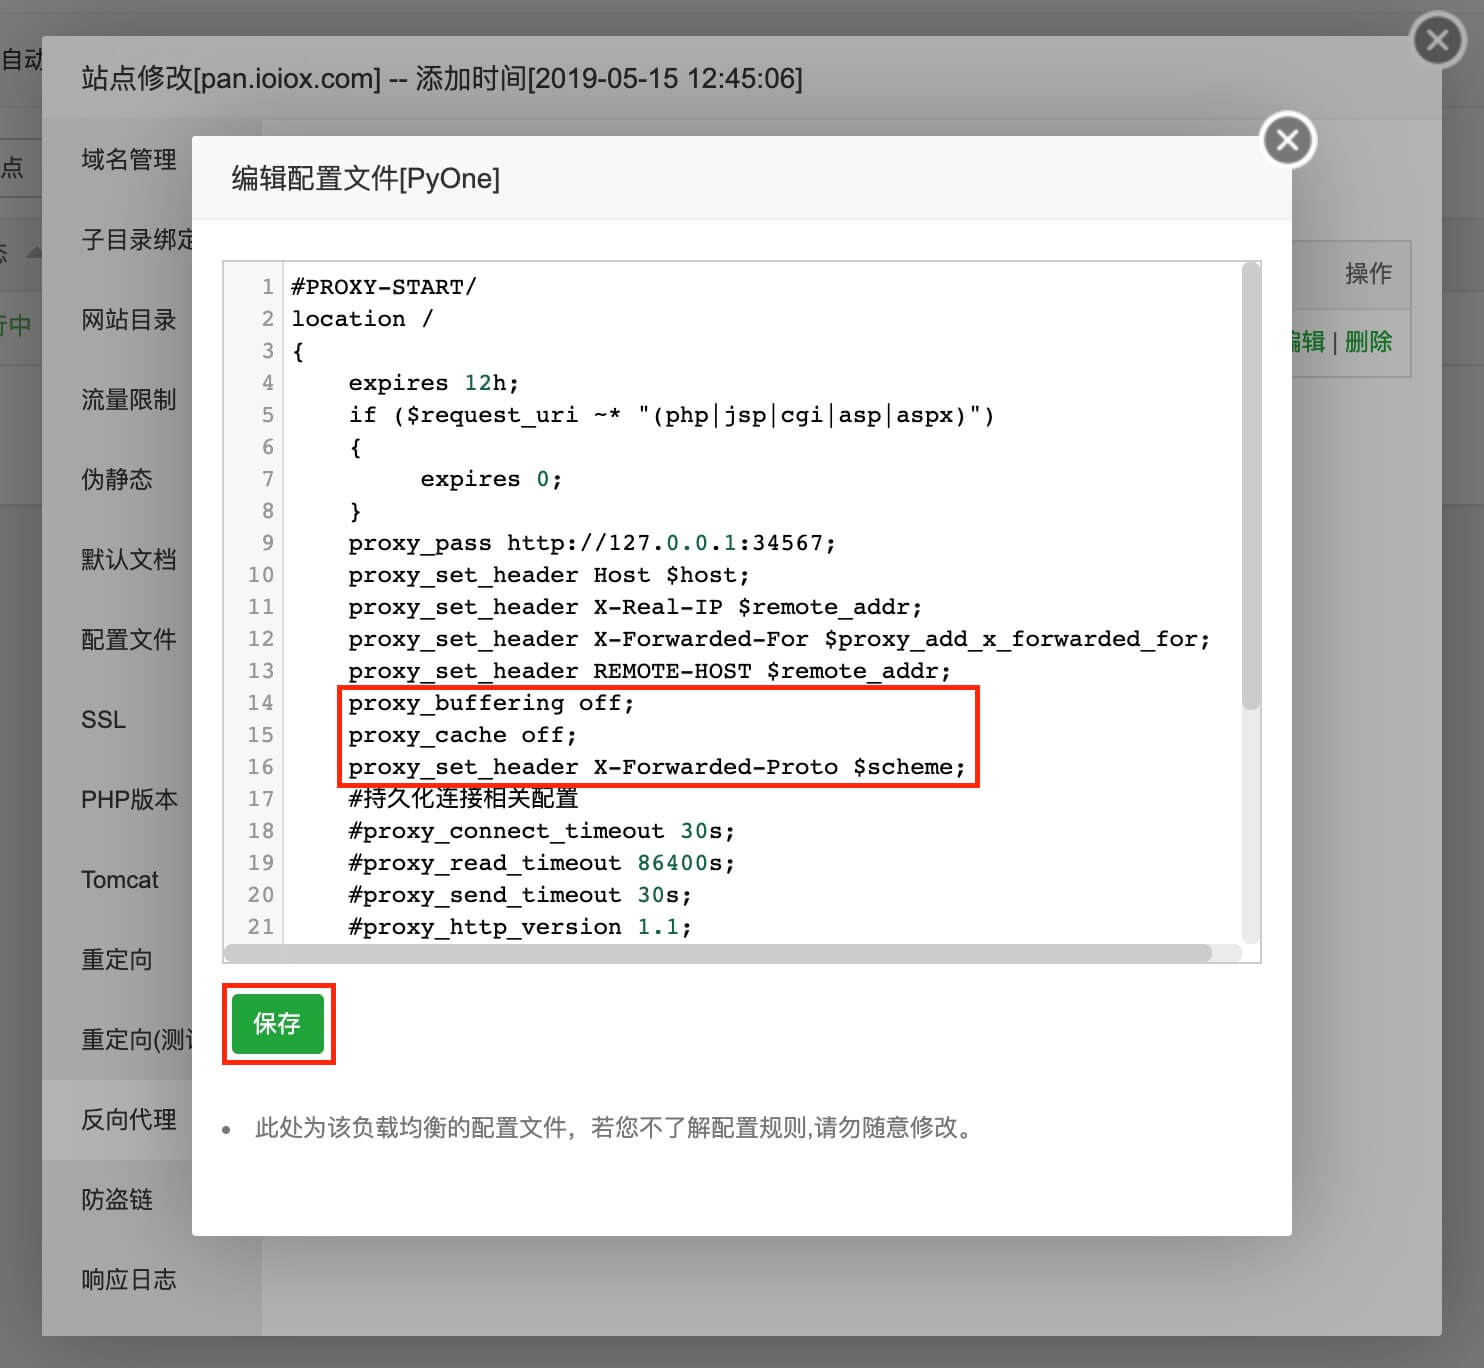 自动
站点修改[pan.ioiox.com] -- 添加时间[2019-05-15 12:45:06]
点
行中
域名管理
子目录绑定
网站目录
流量限制
伪静态
默认文档
配置文件
SSL
PHP版本
Tomcat
重定向
重定向(测试
反向代理
防盗链
响应日志
操作
编辑 | 删除
编辑配置文件[PyOne]
1 #PROXY-START/
2 location /
3 {
4 expires 12h;
5 if ($request_uri ~* "(php|jsp|cgi|asp|aspx)")
6 {
7 expires 0;
8 }
9 proxy_pass http://127.0.0.1:34567;
10 proxy_set_header Host $host;
11 proxy_set_header X-Real-IP $remote_addr;
12 proxy_set_header X-Forwarded-For $proxy_add_x_forwarded_for;
13 proxy_set_header REMOTE-HOST $remote_addr;
14 proxy_buffering off;
15 proxy_cache off;
16 proxy_set_header X-Forwarded-Proto $scheme;
17 #持久化连接相关配置
18 #proxy_connect_timeout 30s;
19 #proxy_read_timeout 86400s;
20 #proxy_send_timeout 30s;
21 #proxy_http_version 1.1;
保存
此处为该负载均衡的配置文件，若您不了解配置规则,请勿随意修改。